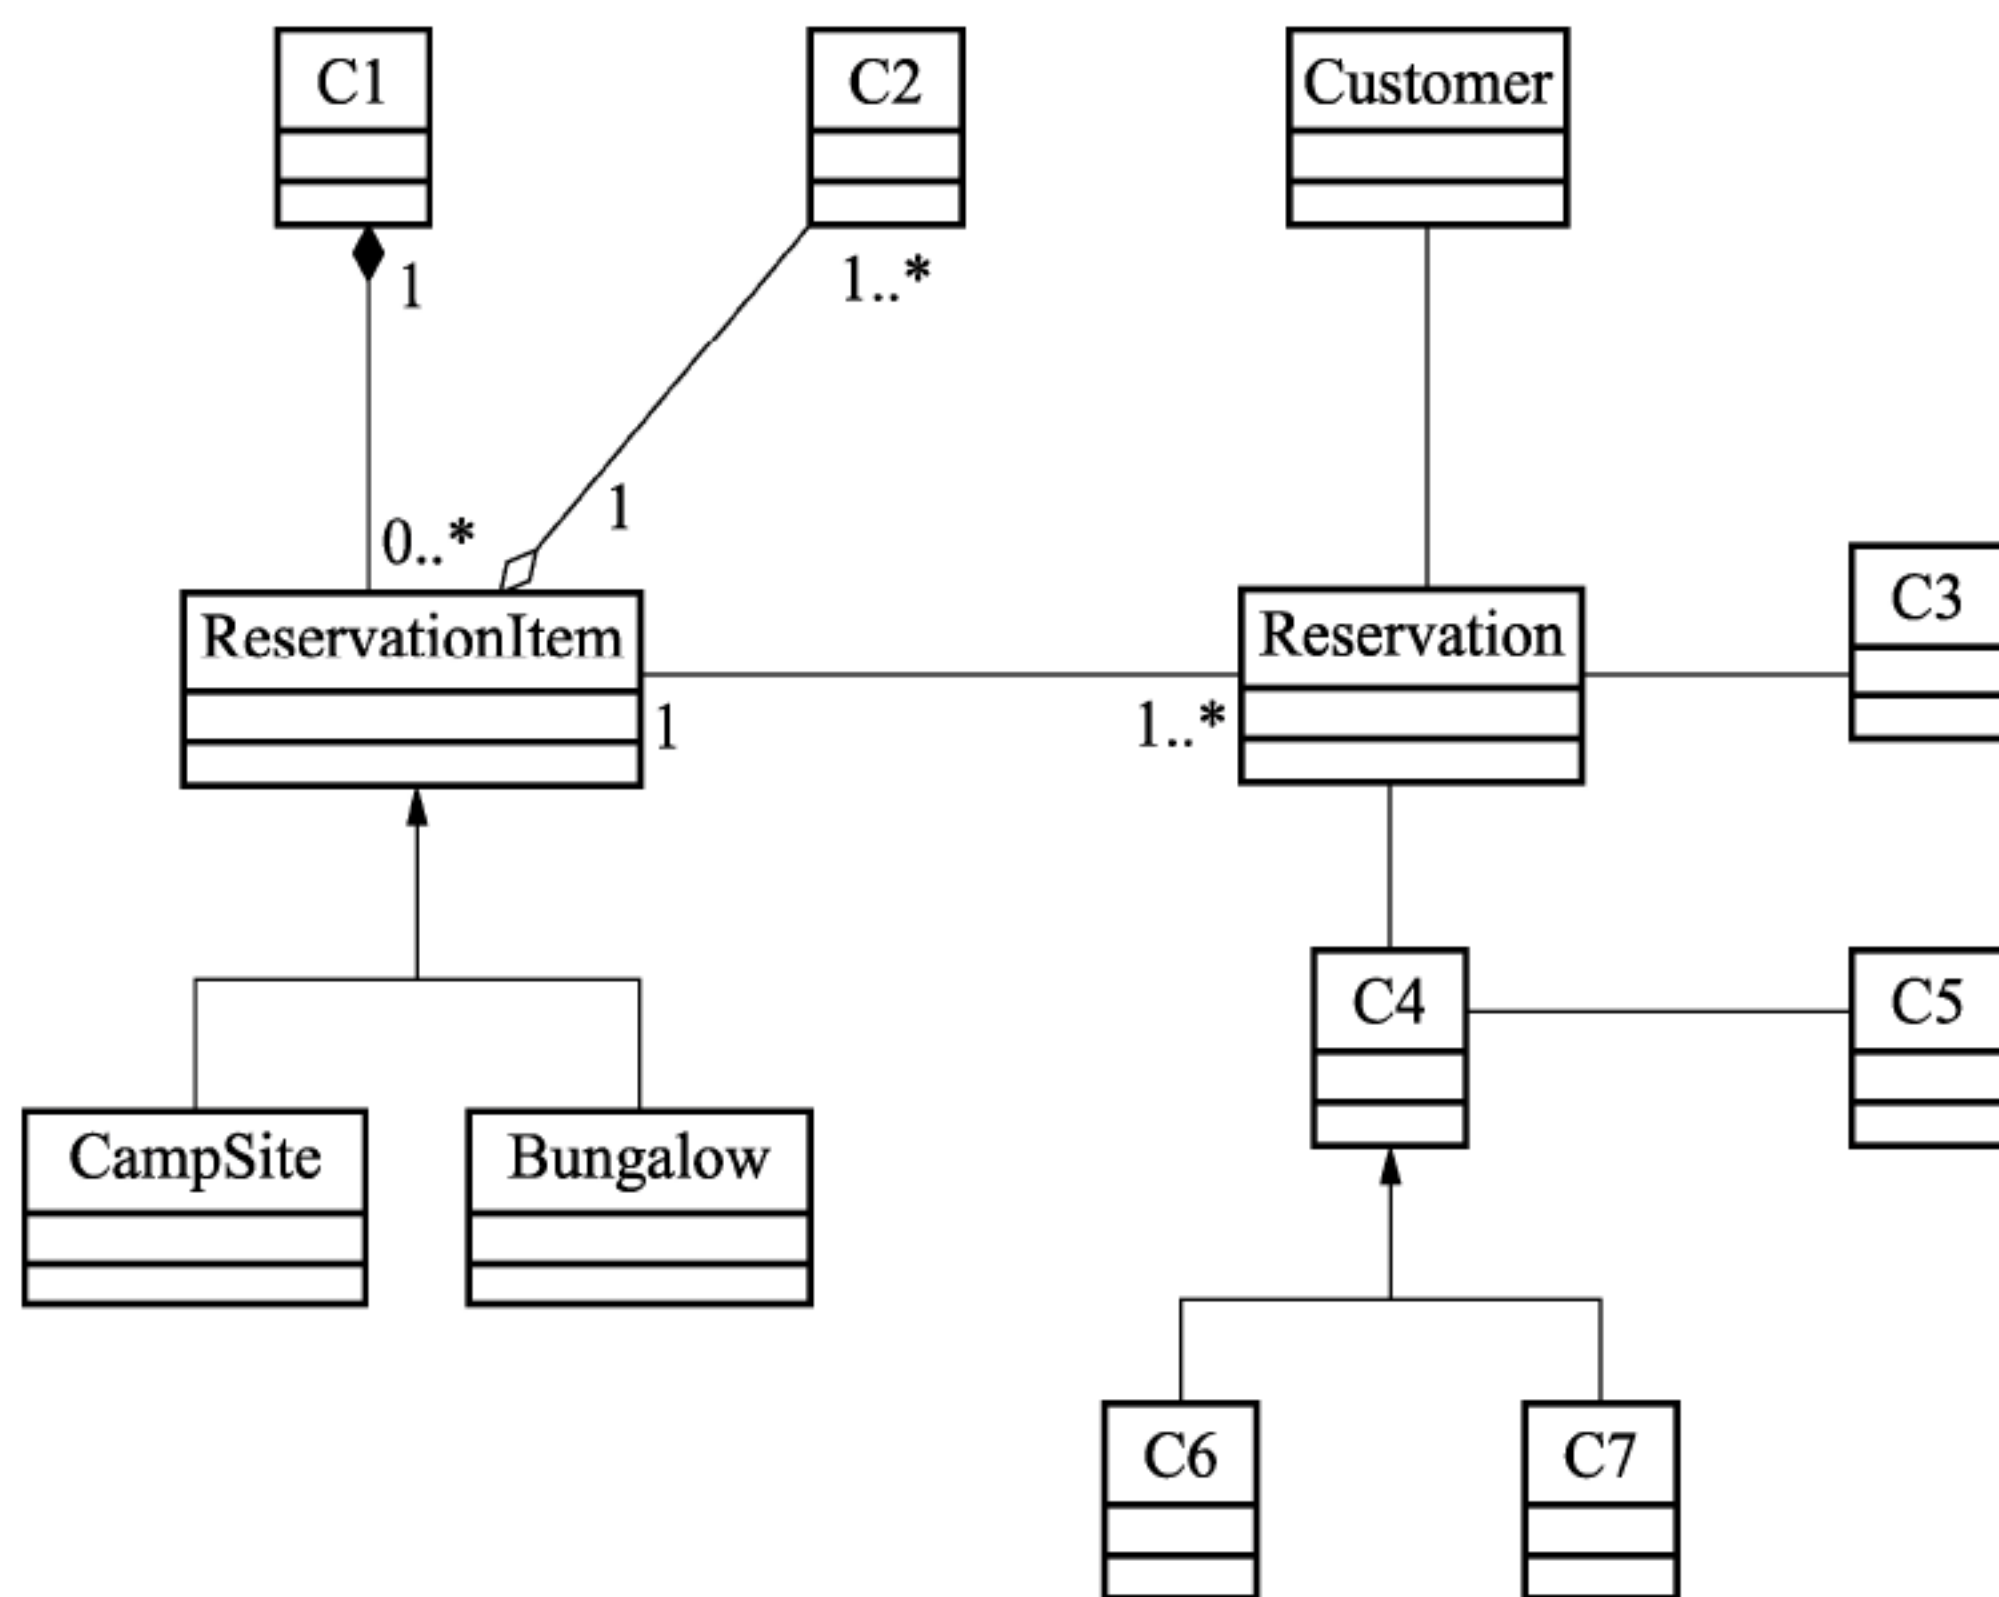 C1
C2
Customer
1
1..*
1
0..*
ReservationItem
Reservation
C3
1
1..*
C4
C5
CampSite
Bungalow
C6
C7